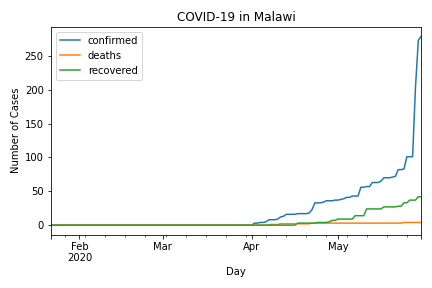 COVID-19 in Malawi
confirmed
deaths
recovered
Number of Cases
250
200
150
100
50
0
Feb Mar Apr May
2020
Day